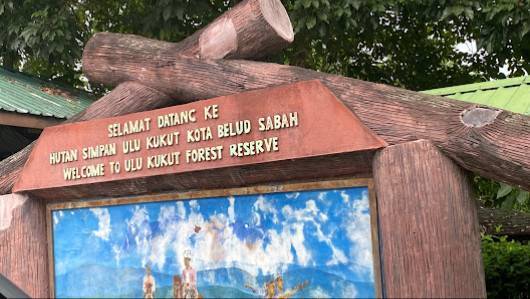 SELAMAT DATANG KE
HUTAN SIMPAN ULU KUKUT KOTA BELUD SABAH
WELCOME TO ULU KUKUT FOREST RESERVE